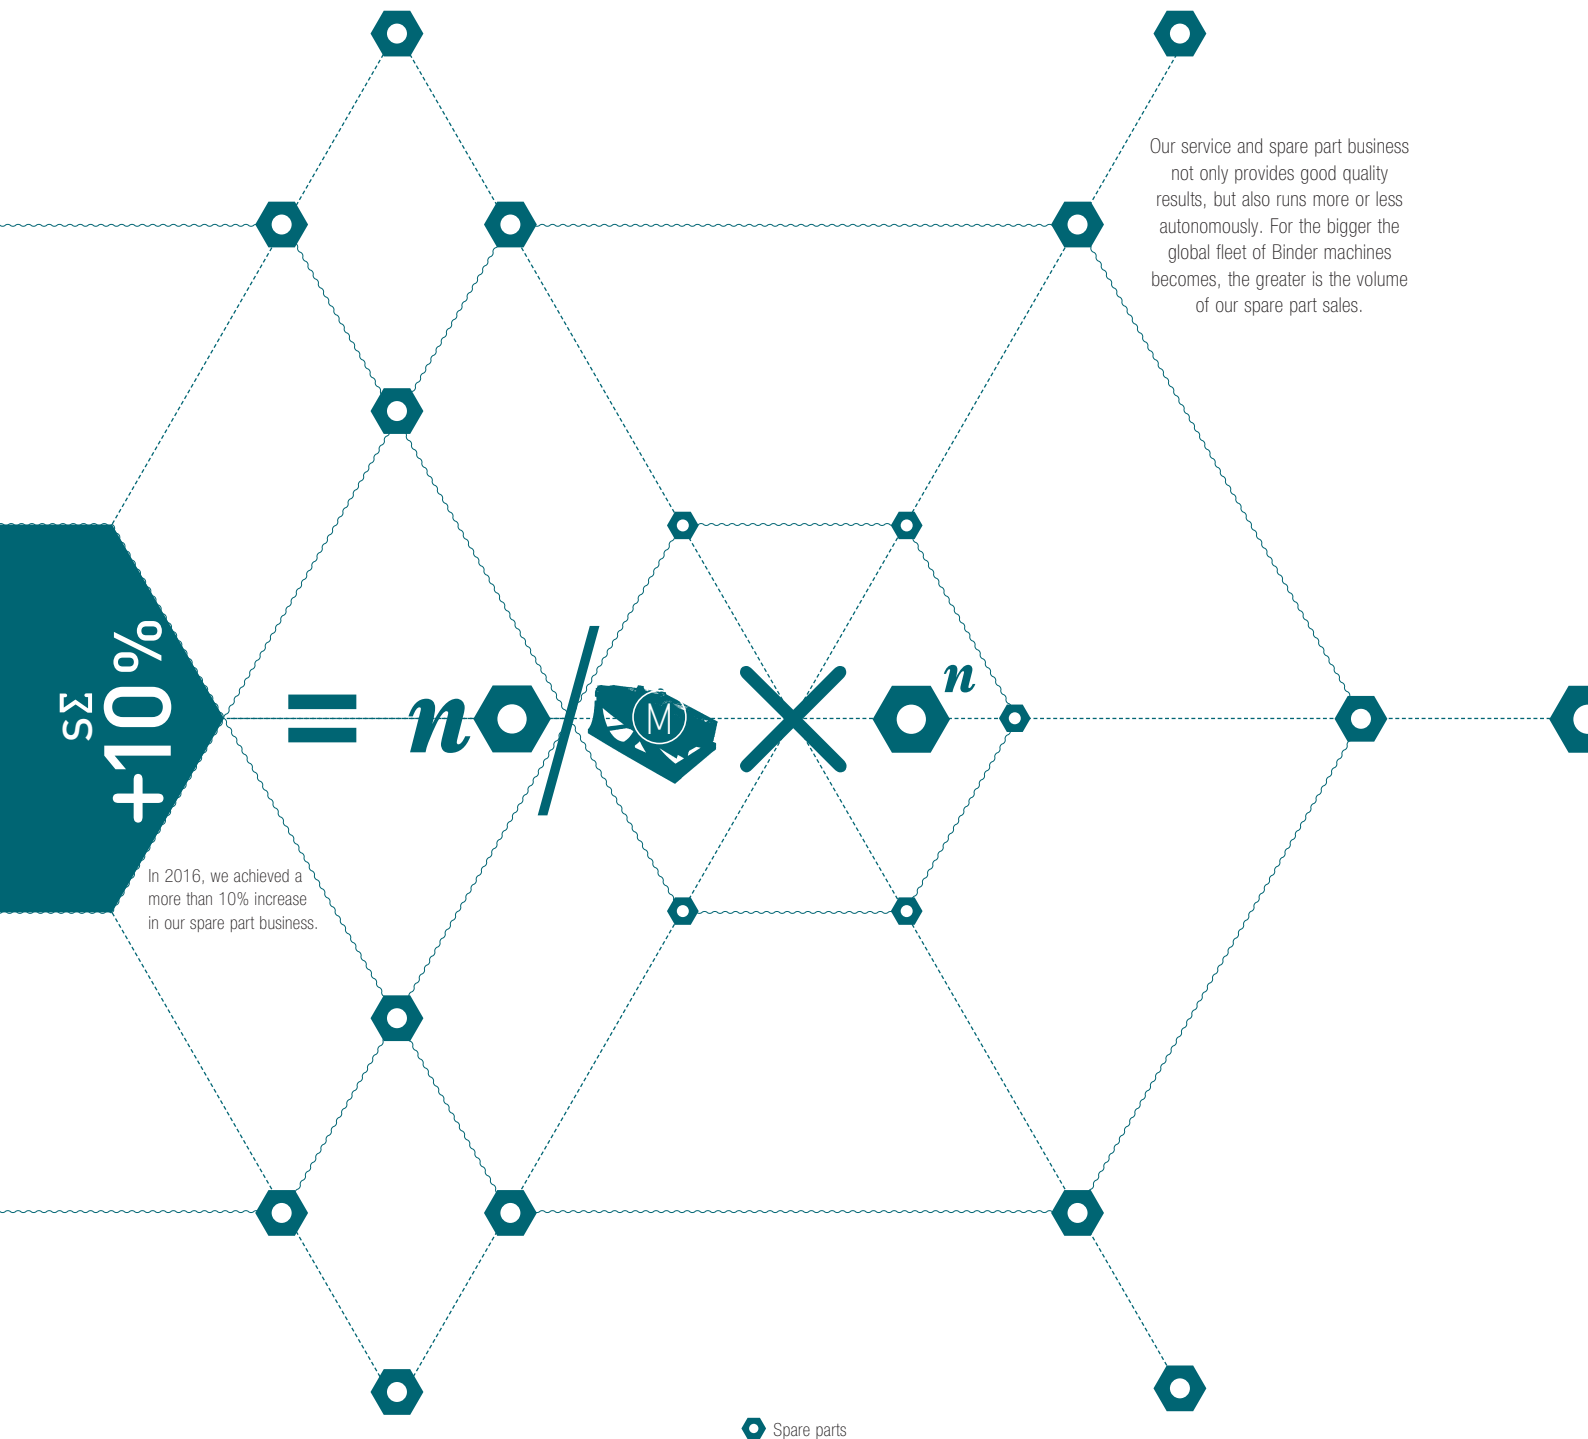 Our service and spare part business
not only provides good quality
results, but also runs more or less
autonomously. For the bigger the
global fleet of Binder machines
becomes, the greater is the volume
of our spare part sales.
SΣ
+10%
= n / M × n
In 2016, we achieved a
more than 10% increase
in our spare part business.
Spare parts